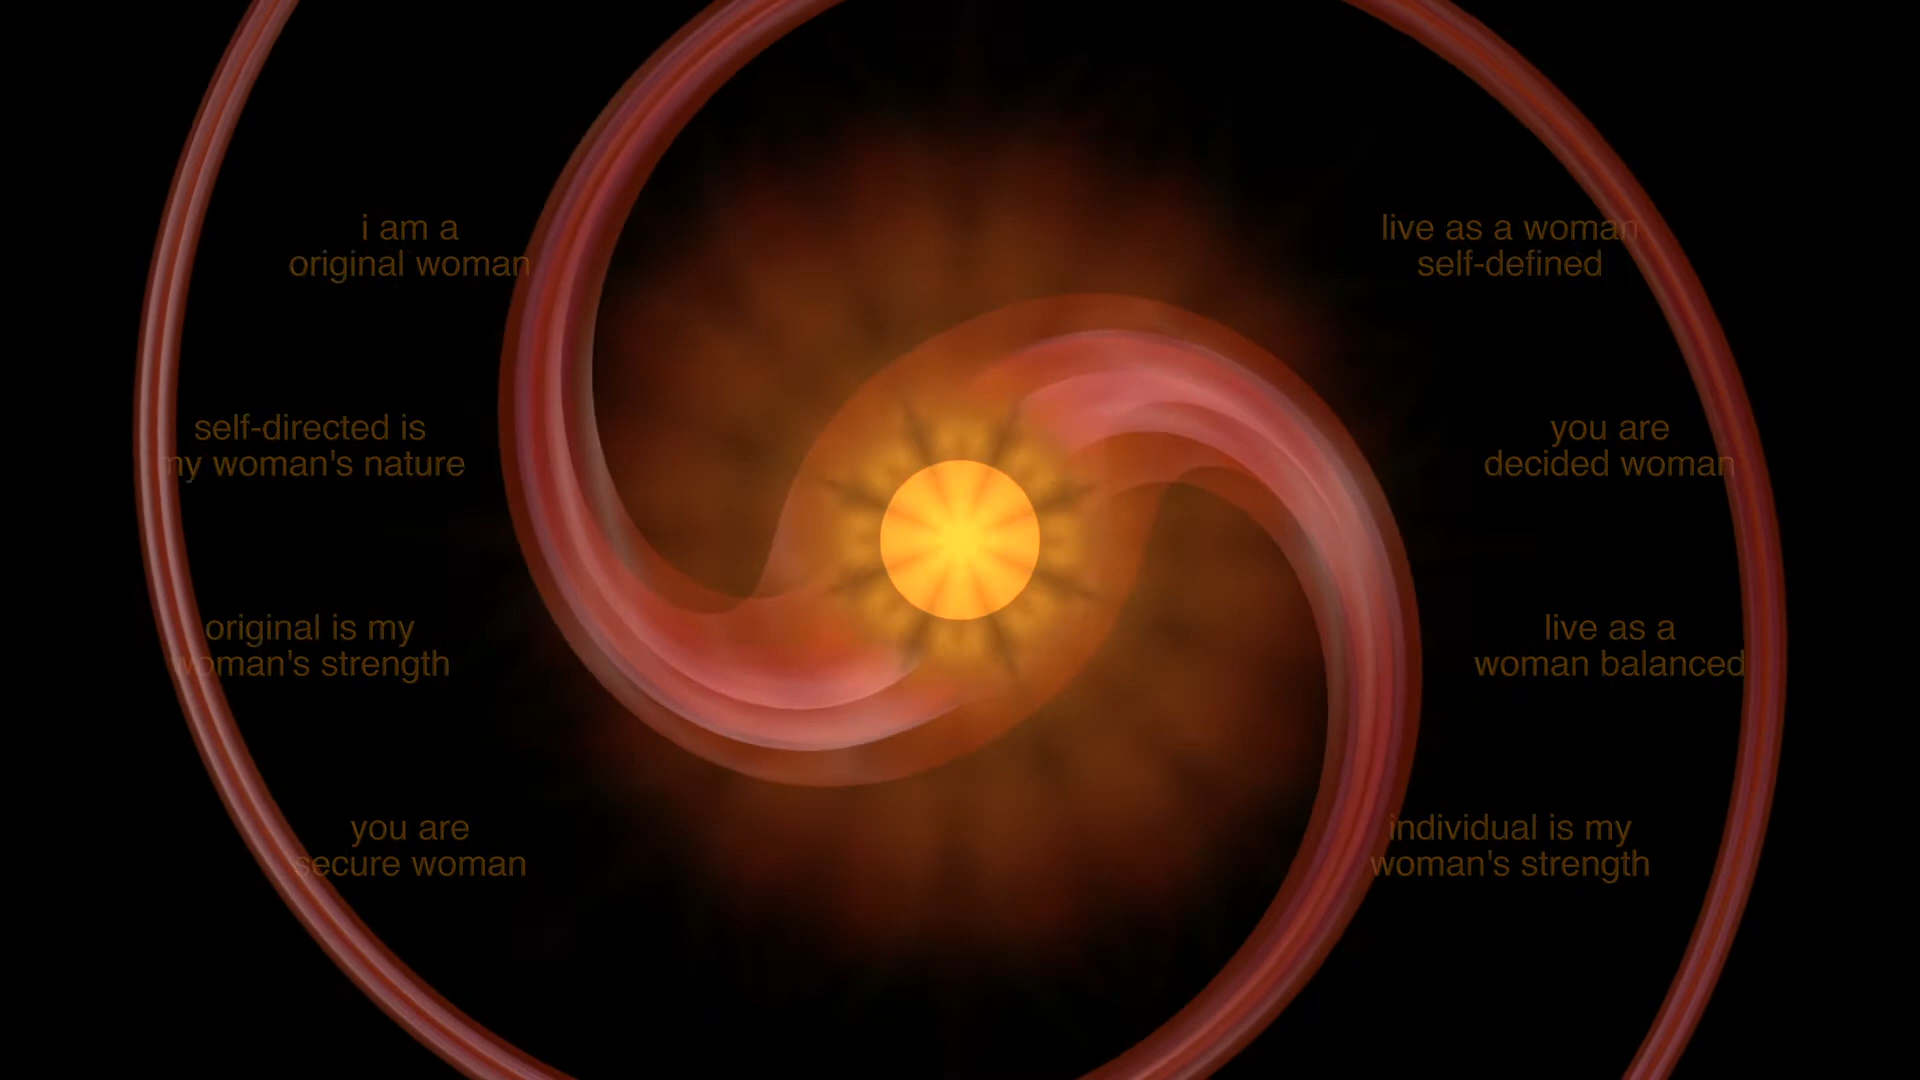 i am a
original woman
self-directed is
my woman's nature
original is my
woman's strength
you are
secure woman
live as a woman
self-defined
you are
decided woman
live as a
woman balanced
individual is my
woman's strength